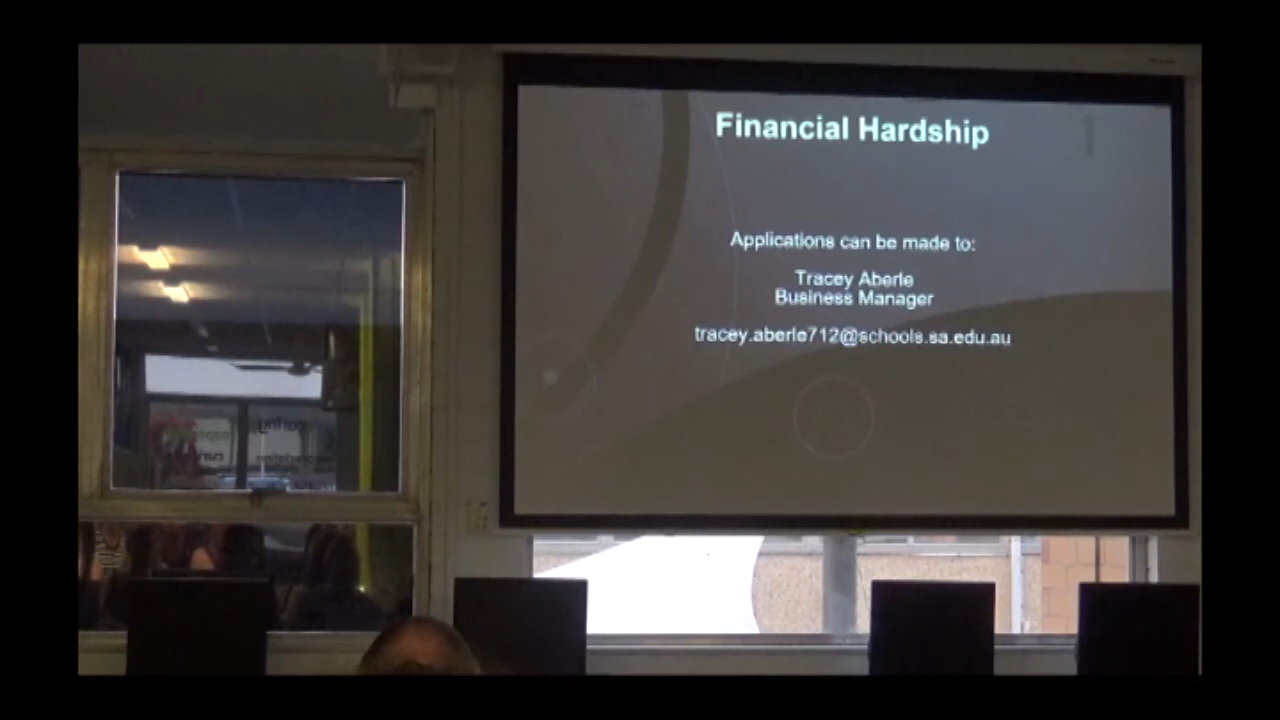 Financial Hardship
Applications can be made to:
Tracey Aberle
Business Manager
tracey.aberle712@schools.sa.edu.au